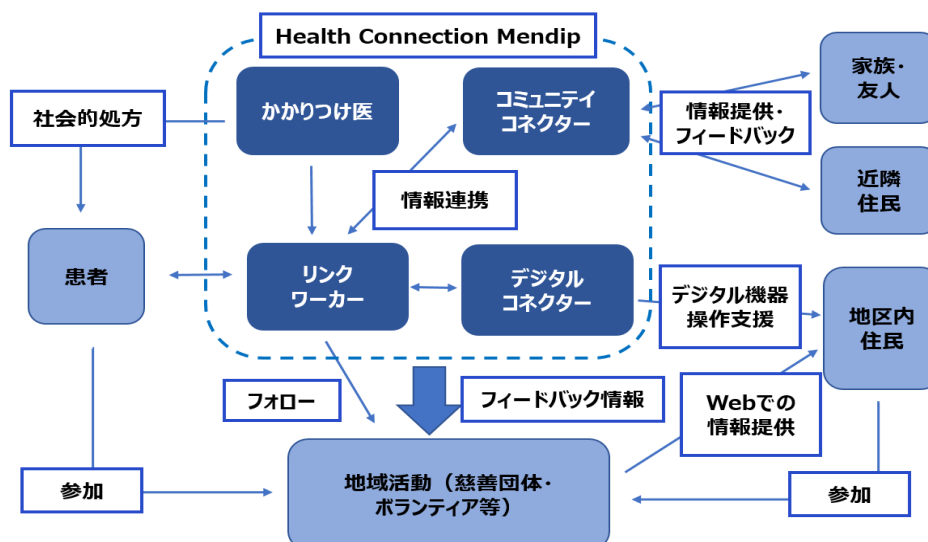 Health Connection Mendip
かかりつけ医
コミュニテイ
コネクター
家族・
友人
社会的処方
情報提供・
フィードバック
情報連携
近隣
住民
患者
リンク
ワーカー
デジタル
コネクター
デジタル機器
操作支援
地区内
住民
フォロー
フィードバック情報
Webでの
情報提供
地域活動（慈善団体・
ボランティア等）
参加
参加